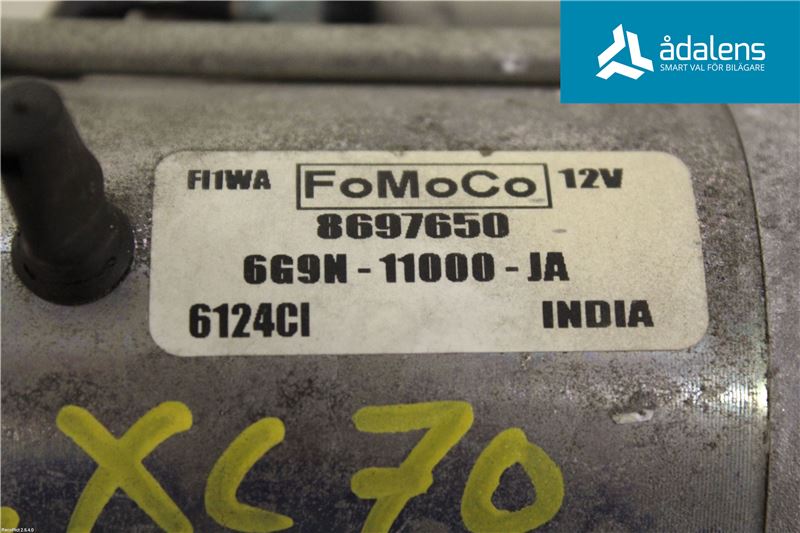 ådalens
SMART VAL FÖR BILÄGARE
FI1WA FoMoCo 12V
8697650
6G9N - 11000 - JA
6124CI INDIA
XC70